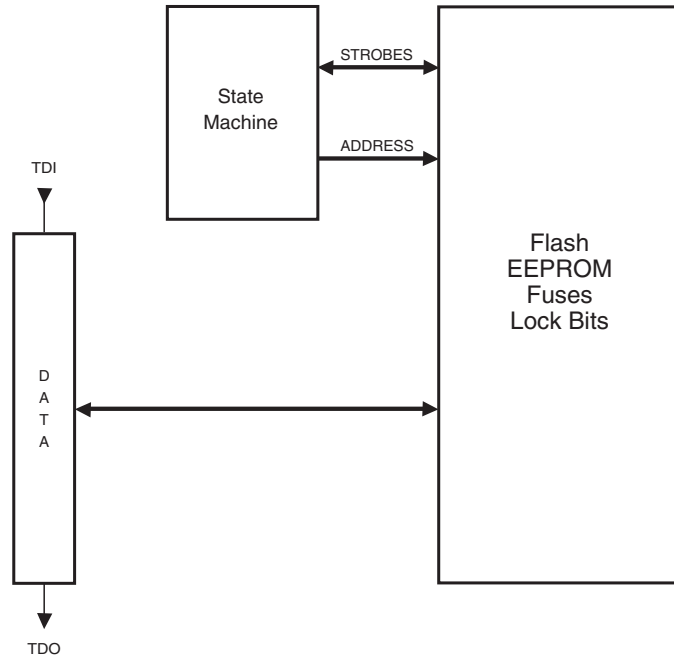 STROBES
State
Machine
ADDRESS
TDI
Flash
EEPROM
Fuses
Lock Bits
D
A
T
A
TDO